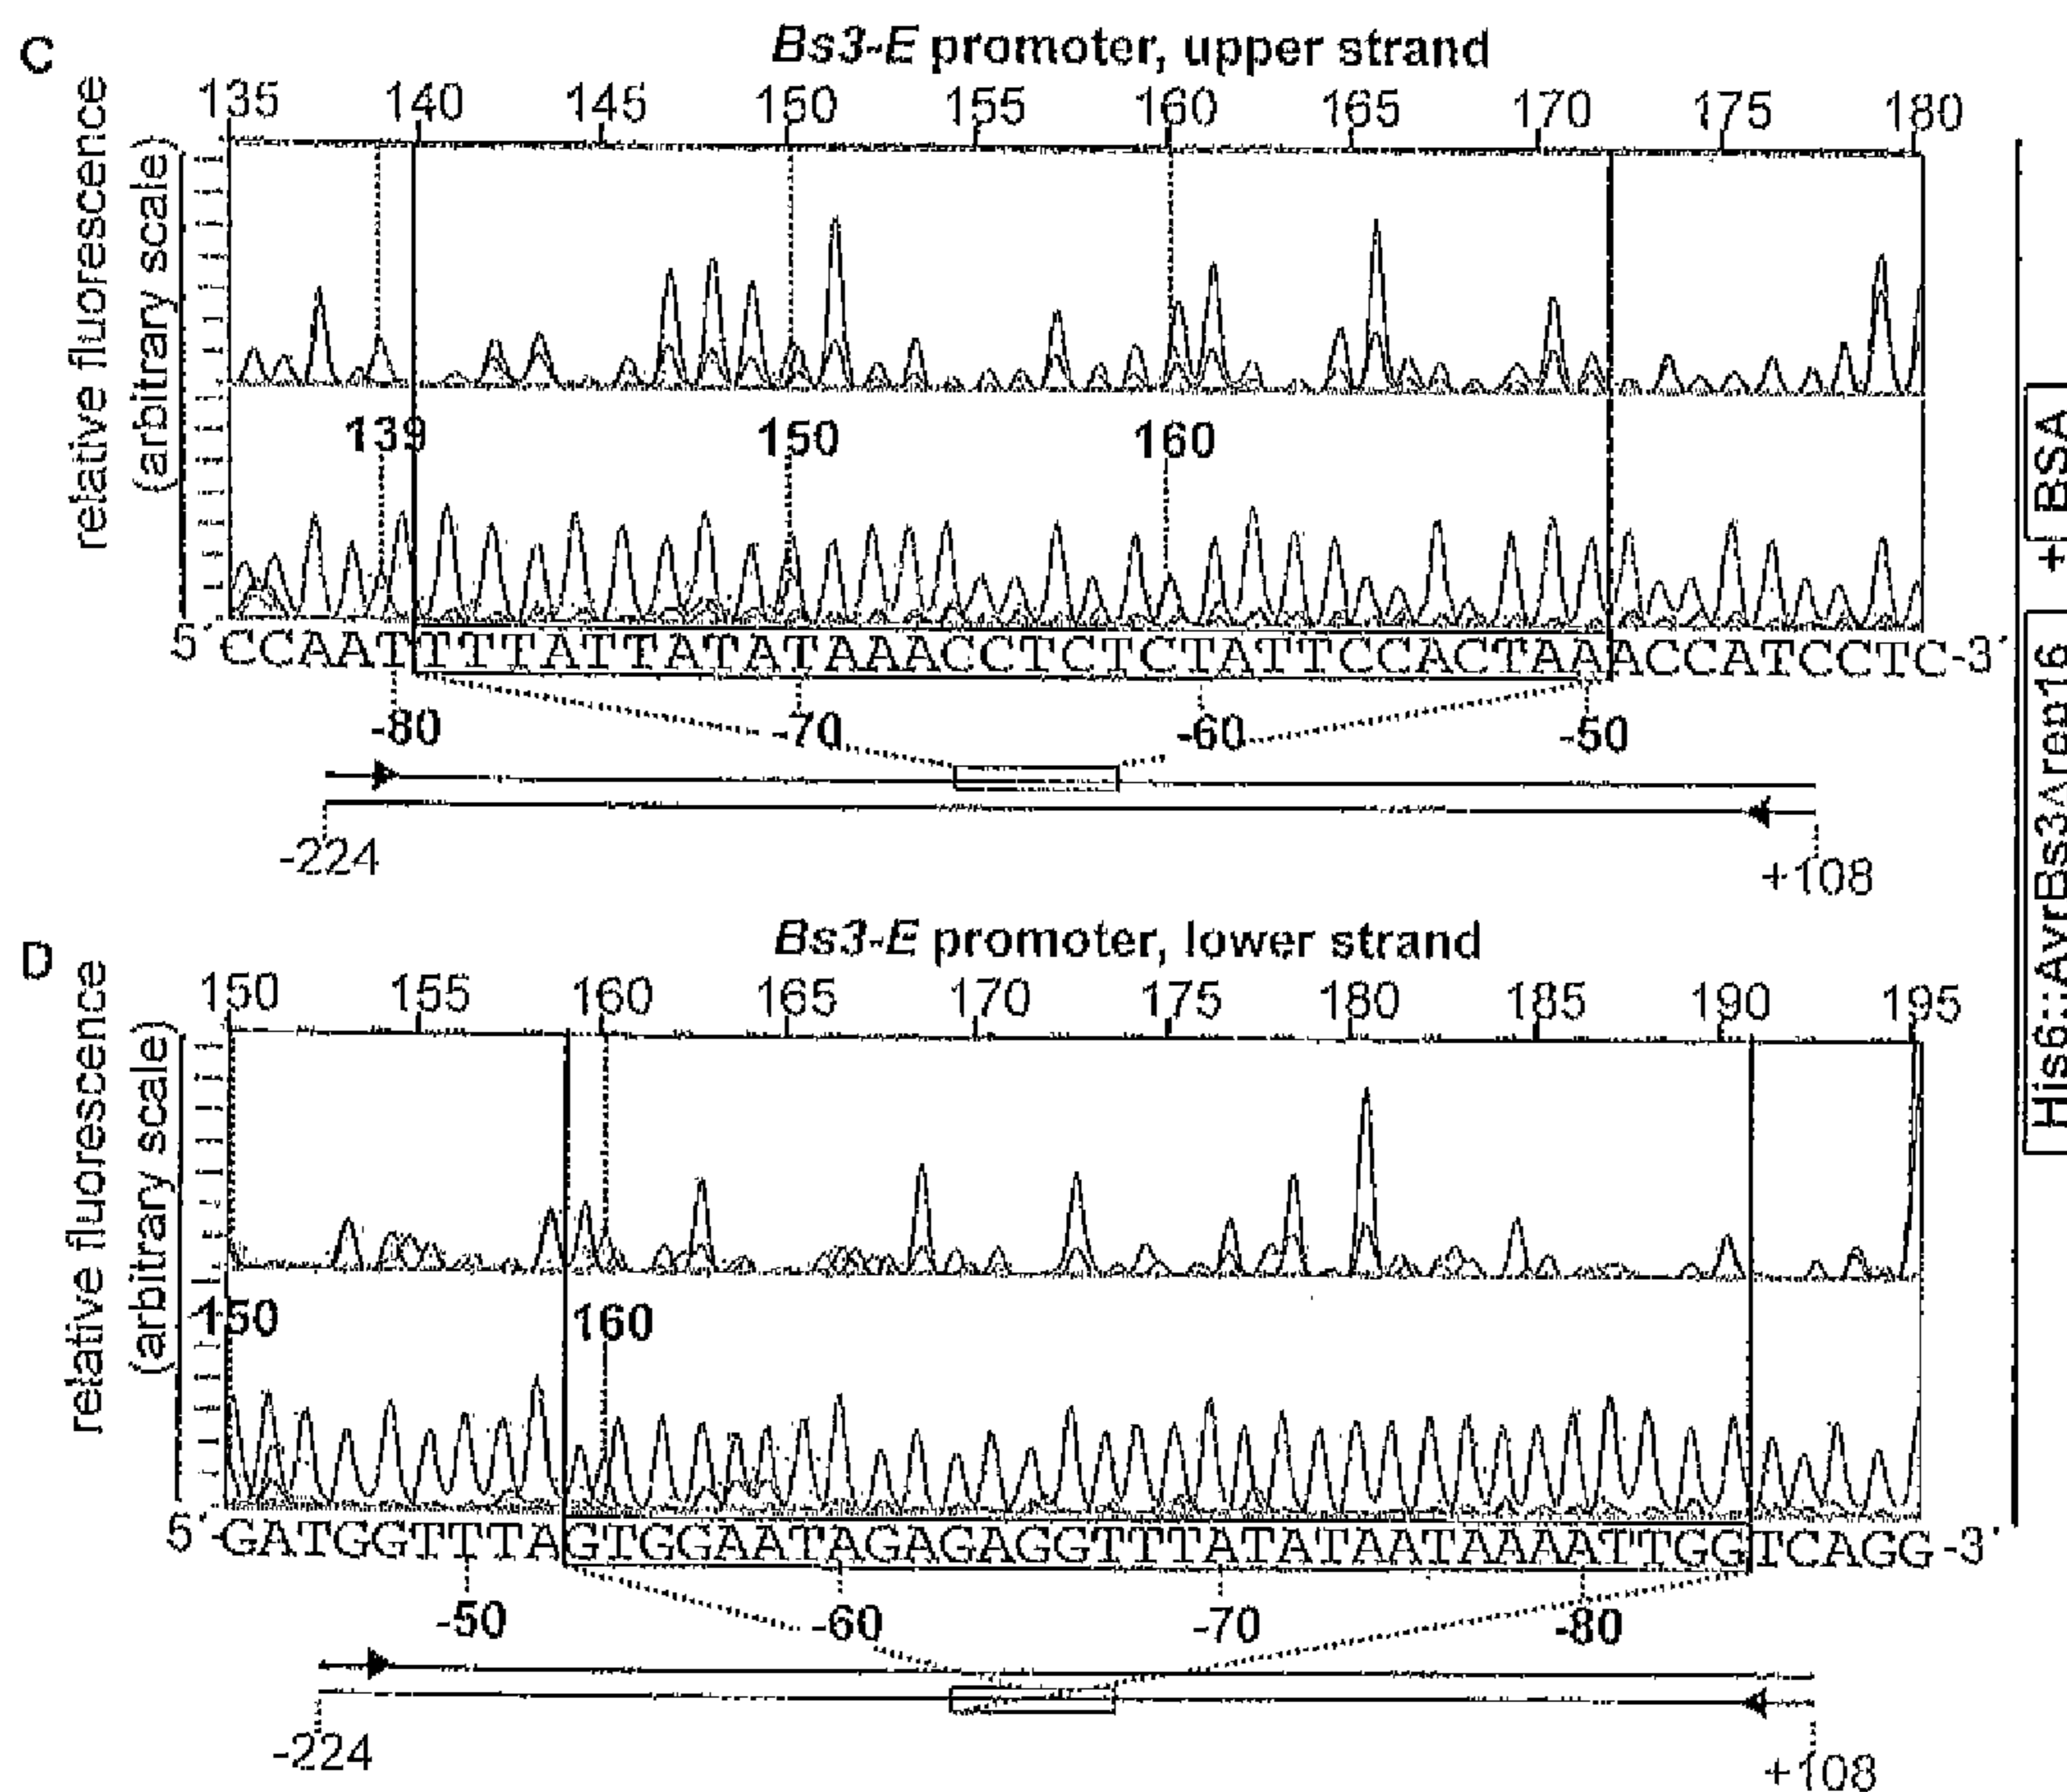 C
Bs3-E promoter, upper strand
135 140 145 150 155 160 165 170 175 180
relative fluorescence
(arbitrary scale)
139 150 160
5´CCAATTTTATTATATAAACCTCTCTATTCCACTAAACCATCCTC-3´
-80 -70 -60 -50
-224
+108
D
Bs3-E promoter, lower strand
150 155 160 165 170 175 180 185 190 195
relative fluorescence
(arbitrary scale)
150 160
5´-GATGGTTTAGTGGAATAGAGAGGTTTATATAATAAAATTGGTCAGG-3´
-50 -60 -70 -80
-224
+108
+ BSA
His6::AvrBs3Δrep16